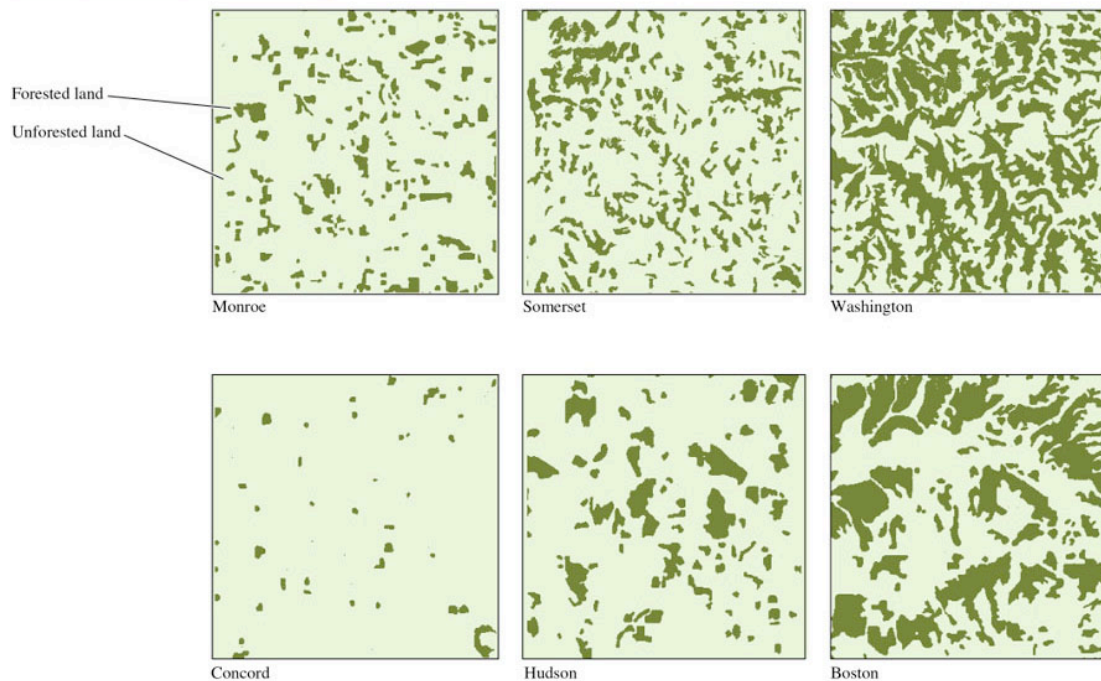 Forested land
Unforested land
Monroe
Somerset
Washington
Concord
Hudson
Boston